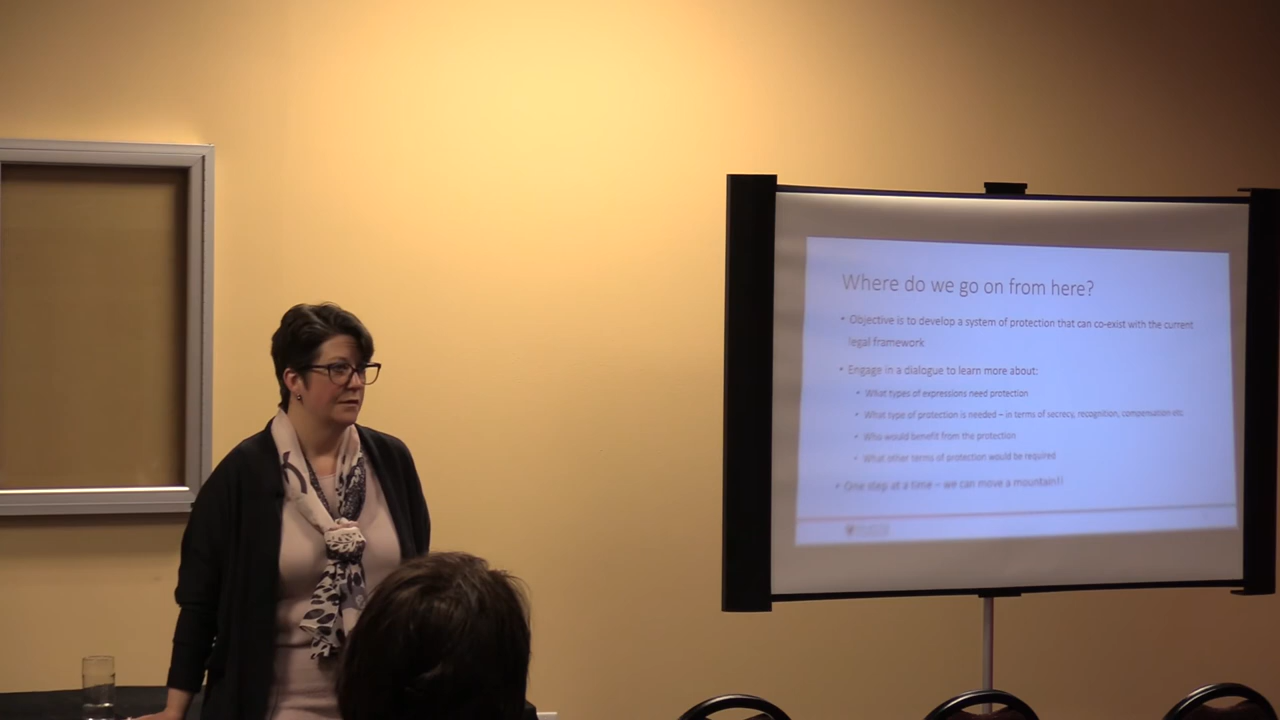 Where do we go on from here?
• Objective is to develop a system of protection that can co-exist with the current
legal framework
• Engage in a dialogue to learn more about:
• What types of expressions need protection
• What type of protection is needed – in terms of secrecy, recognition, compensation etc
• Who would benefit from the protection
• What other terms of protection would be required
• One step at a time – we can move a mountain!!